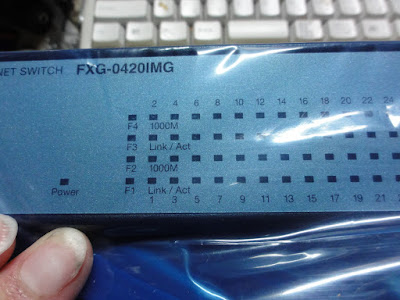 NET SWITCH FXG-0420IMG
2 4 6 8 10 12 14 16 18 20 22 24
F4 1000M
F3 Link / Act
F2 1000M
Power F1 Link / Act
1 3 5 7 9 11 13 15 17 19 21